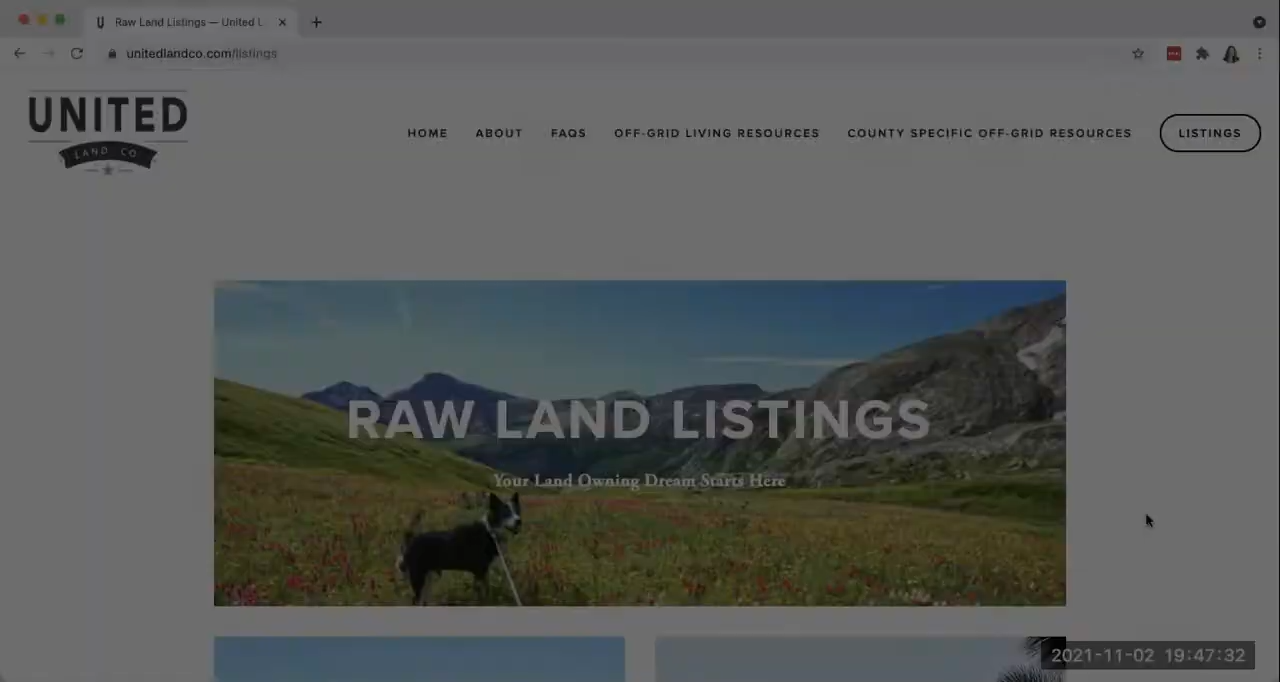 Raw Land Listings — United L
unitedlandco.com/listings
UNITED
LAND CO
HOME
ABOUT
FAQS
OFF-GRID LIVING RESOURCES
COUNTY SPECIFIC OFF-GRID RESOURCES
LISTINGS
RAW LAND LISTINGS
Your Land Owning Dream Starts Here
2021-11-02 19:47:32